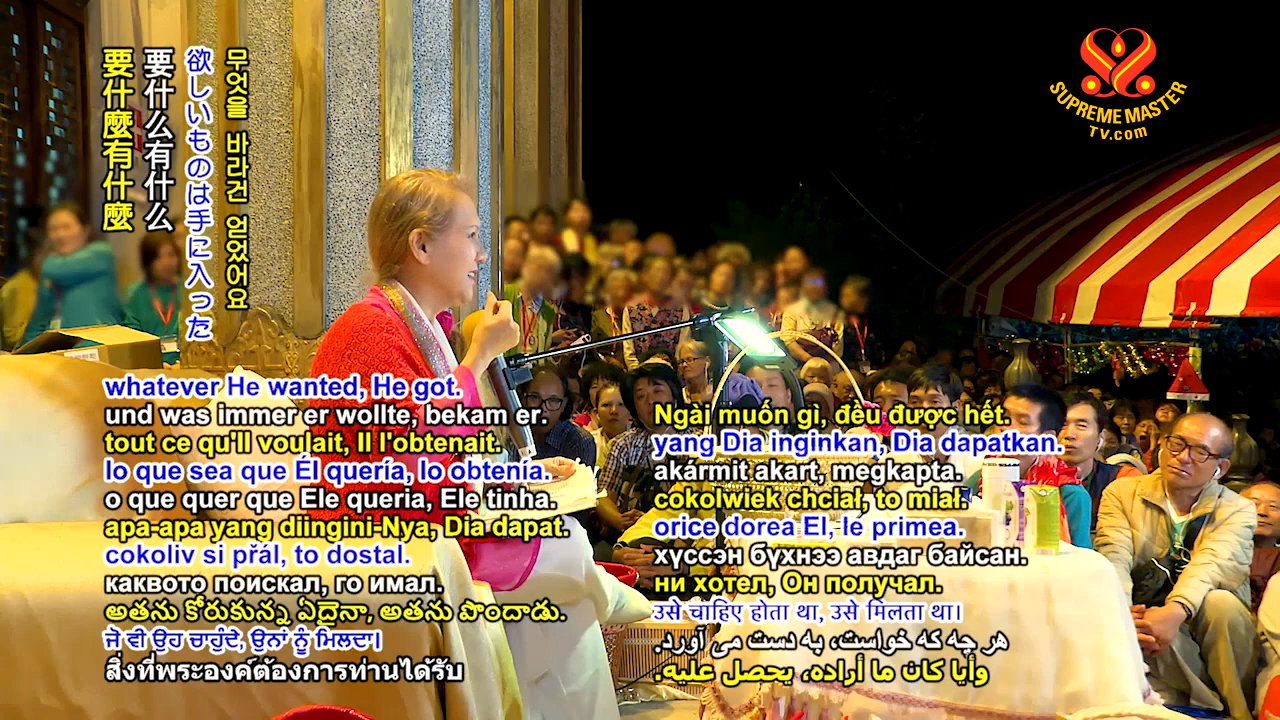 要什麼有什麼
要什么有什么
欲しいものは手に入った
무엇을 바라건 얻었어요
SUPREME MASTER
TV.com
whatever He wanted, He got.
und was immer er wollte, bekam er.
tout ce qu'Il voulait, Il l'obtenait.
lo que sea que Él quería, lo obtenía.
o que quer que Ele queria, Ele tinha.
apa-apa yang diingini-Nya, Dia dapat.
cokoliv si přál, to dostal.
каквото поискал, го имал.
అతను కోరుకున్న ఏదైనా, అతను పొందాడు.
ਜੋ ਵੀ ਉਹ ਚਾਹੁੰਦੇ, ਉਨਾਂ ਨੂੰ ਮਿਲਦਾ।
สิ่งที่พระองค์ต้องการท่านได้รับ
Ngài muốn gì, đều được hết.
yang Dia inginkan, Dia dapatkan.
akármit akart, megkapta.
cokolwiek chciał, to miał.
orice dorea El, le primea.
хүссэн бүхнээ авдаг байсан.
ни хотел, Он получал.
उसे चाहिए होता था, उसे मिलता था।
هر چه که خواست، به دست می آورد.
وأيا كان ما أراده، يحصل عليه.